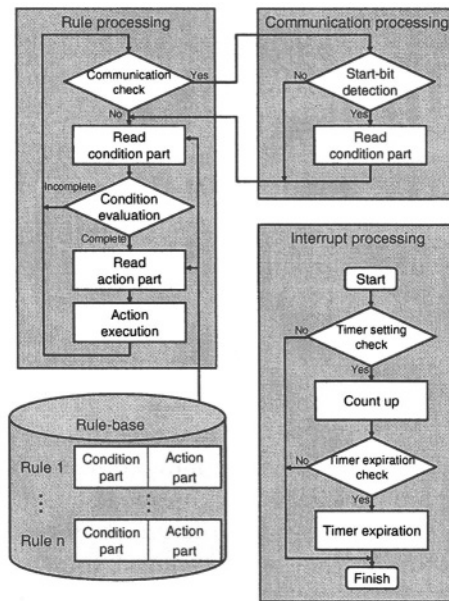 Rule processing
Communication
check
Yes
No
Read
condition part
Incomplete
Condition
evaluation
Complete
Read
action part
Action
execution
Communication processing
No
Start-bit
detection
Yes
Read
condition part
Interrupt processing
Start
No
Timer setting
check
Yes
Count up
No
Timer expiration
check
Yes
Timer expiration
Finish
Rule-base
Rule 1
Condition
part
Action
part
Rule n
Condition
part
Action
part